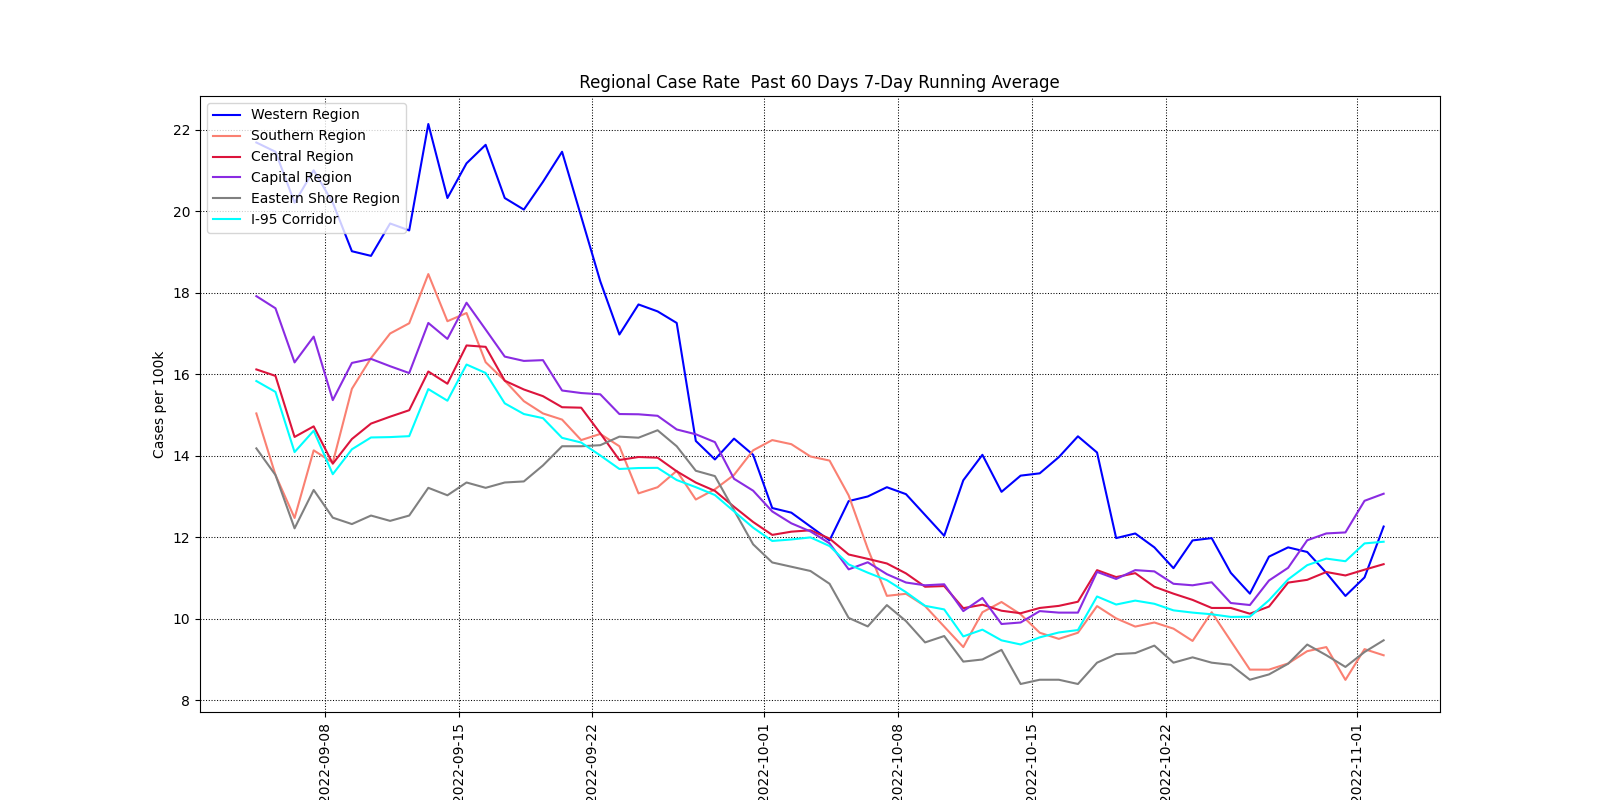 Regional Case Rate  Past 60 Days 7-Day Running Average
Western Region
Southern Region
Central Region
Capital Region
Eastern Shore Region
I-95 Corridor
Cases per 100k
22
20
18
16
14
12
10
8
2022-09-08
2022-09-15
2022-09-22
2022-10-01
2022-10-08
2022-10-15
2022-10-22
2022-11-01